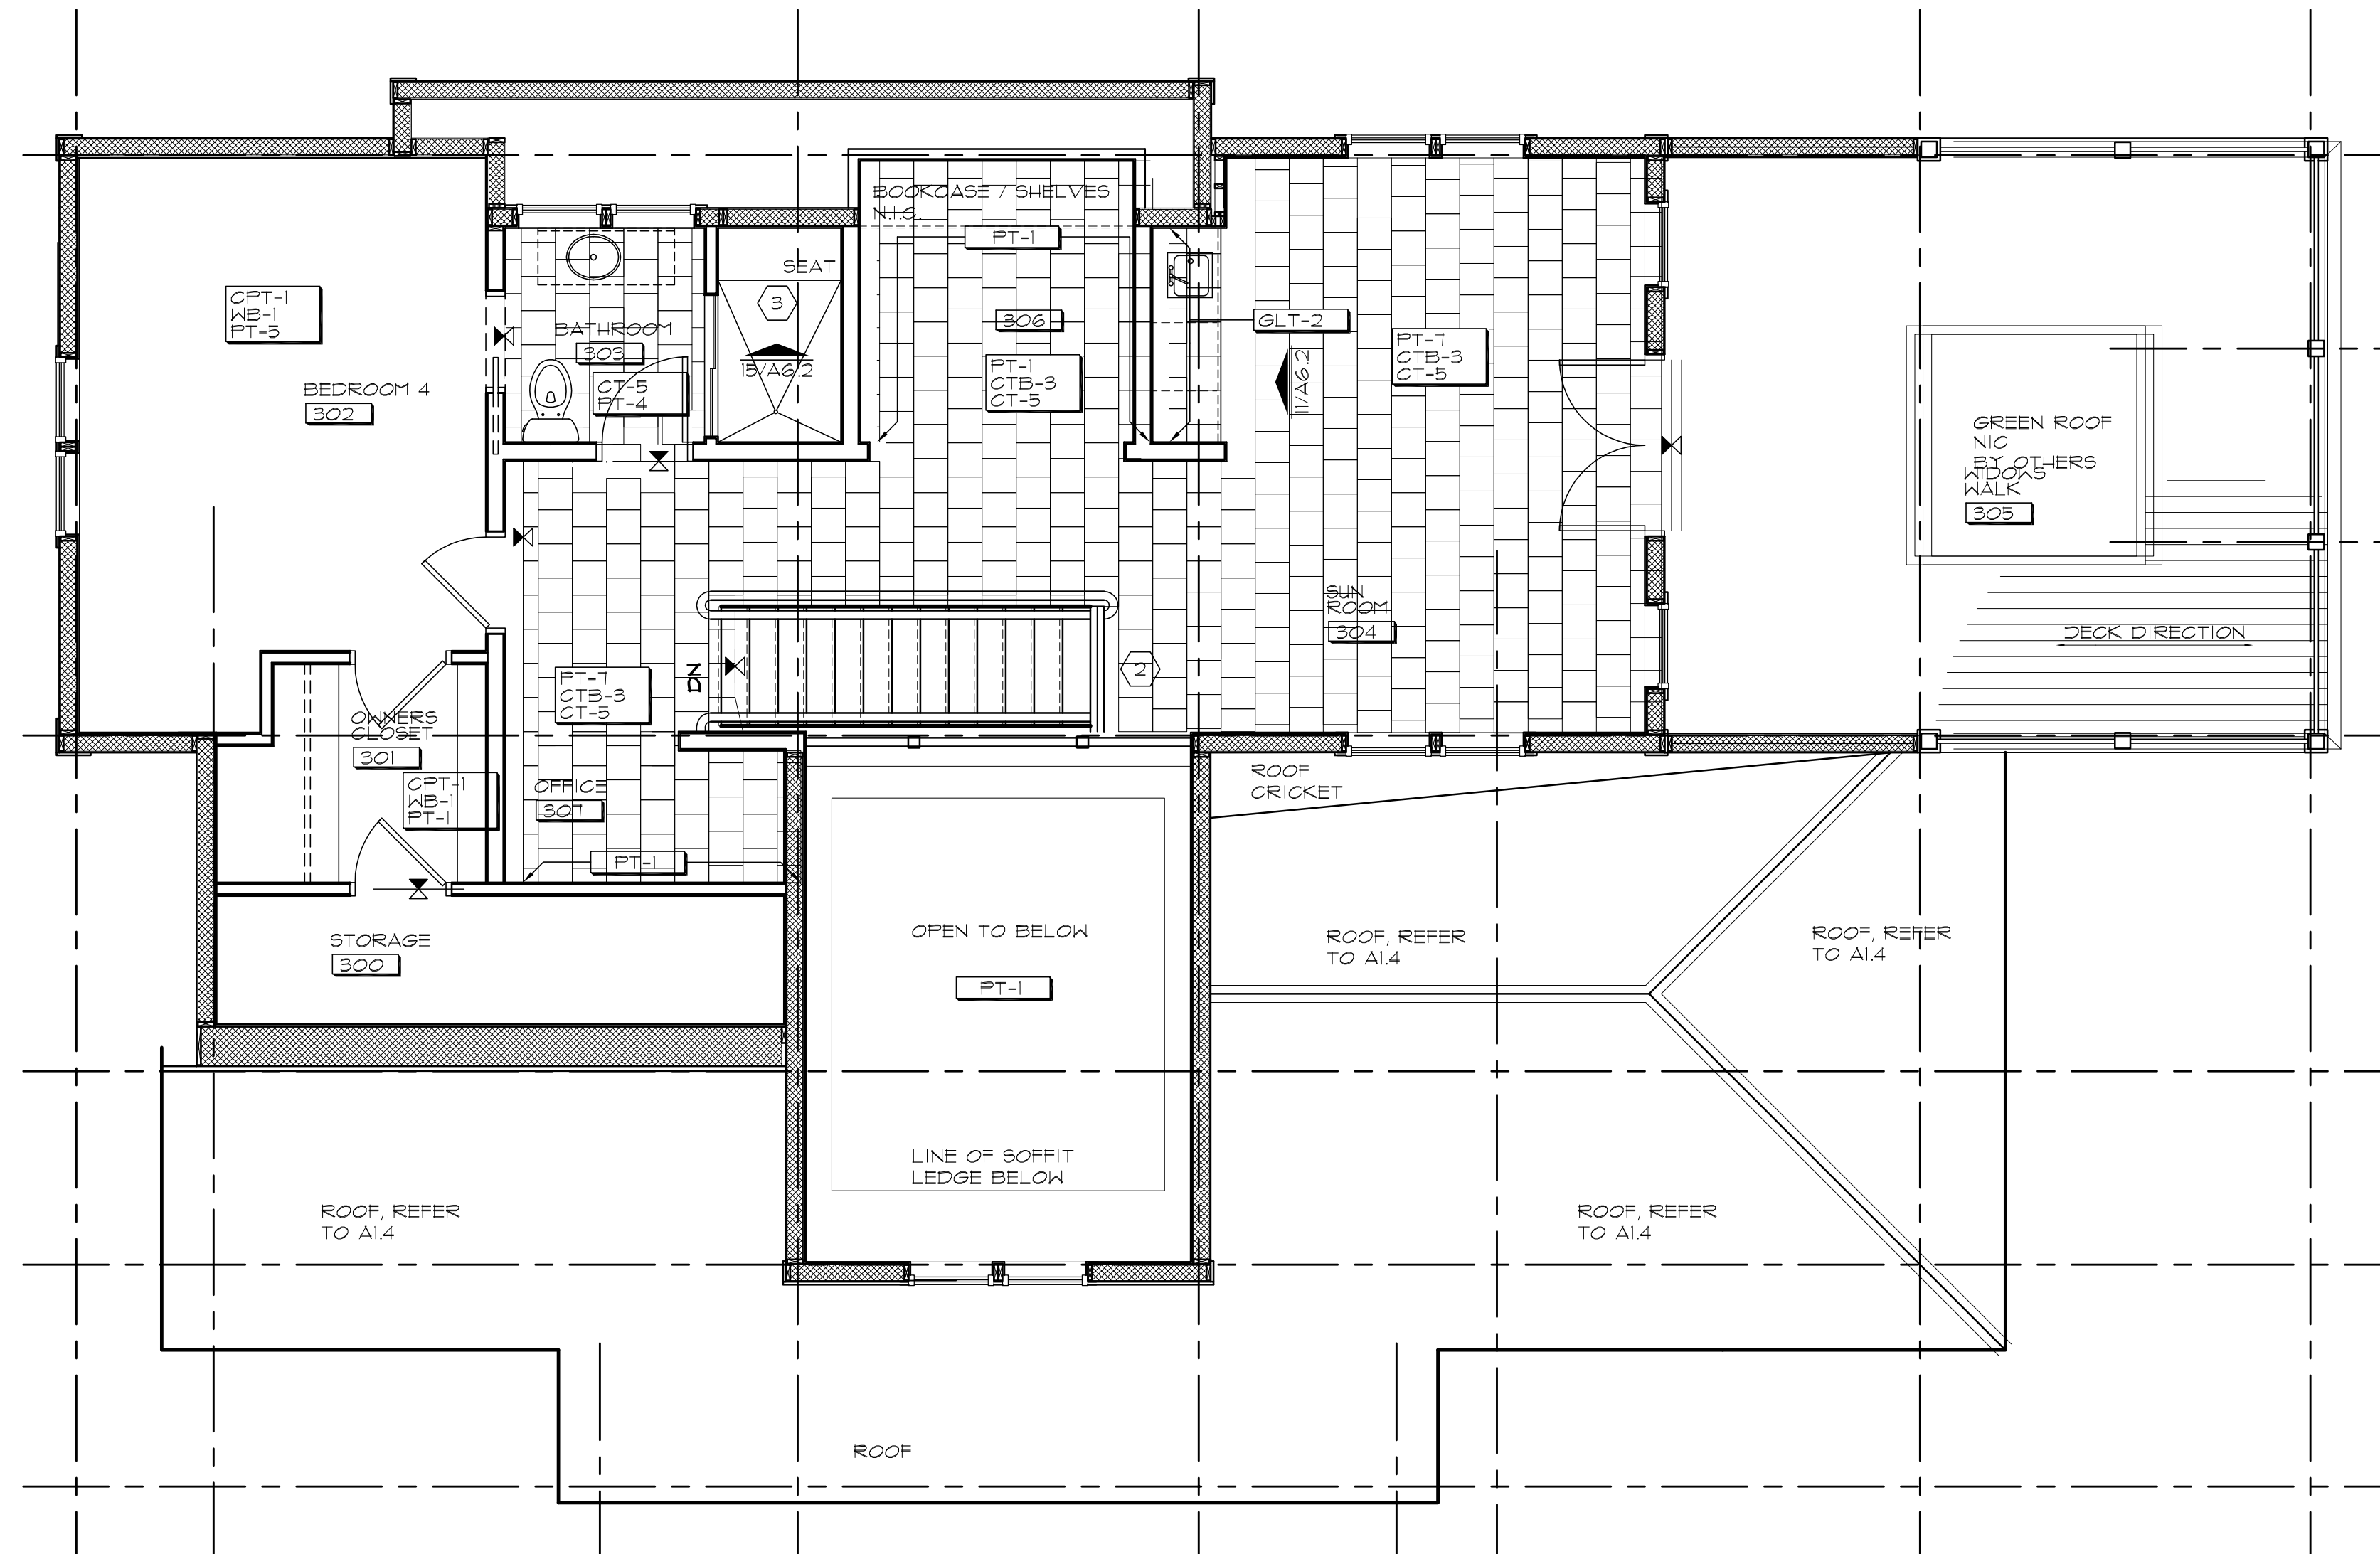 BOOKCASE / SHELVES
N.I.C.
PT-1
SEAT
3
15/A6.2
CPT-1
WB-1
PT-5
BEDROOM 4
302
BATHROOM
303
CT-5
PT-4
306
PT-1
CTB-3
CT-5
GLT-2
11/A6.2
PT-7
CTB-3
CT-5
GREEN ROOF
NIC
BY OTHERS
WIDOWS
WALK
305
SUN
ROOM
304
DECK DIRECTION
2
DN
PT-7
CTB-3
CT-5
OWNERS
CLOSET
301
CPT-1
WB-1
PT-1
OFFICE
307
PT-1
ROOF
CRICKET
STORAGE
300
OPEN TO BELOW
PT-1
ROOF, REFER
TO A1.4
ROOF, REFER
TO A1.4
LINE OF SOFFIT
LEDGE BELOW
ROOF, REFER
TO A1.4
ROOF, REFER
TO A1.4
ROOF